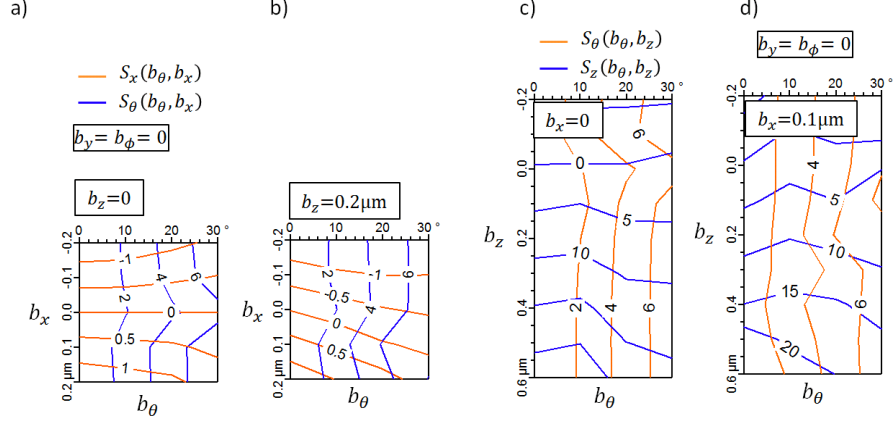 a)
b)
c)
d)
S_x(b_θ,b_x)
S_θ(b_θ,b_x)
b_y= b_ϕ= 0
S_θ(b_θ,b_z)
S_z(b_θ,b_z)
b_y= b_ϕ= 0
b_z=0
0 10 20 30 °
-0.2
-0.1
0.0
0.1
0.2 µm
b_x
b_θ
-1
2
4
6
0
0.5
1
b_z=0.2µm
0 10 20 30 °
-0.2
-0.1
0.0
0.1
0.2 µm
b_x
b_θ
2
-1
6
-0.5
4
0
0.5
b_x=0
0 10 20 30 °
-0.2
0.0
0.2
0.4
0.6 µm
b_z
b_θ
6
0
5
10
2
4
6
b_x=0.1µm
0 10 20 30 °
-0.2
0.0
0.2
0.4
0.6 µm
b_z
b_θ
4
5
10
15
6
20